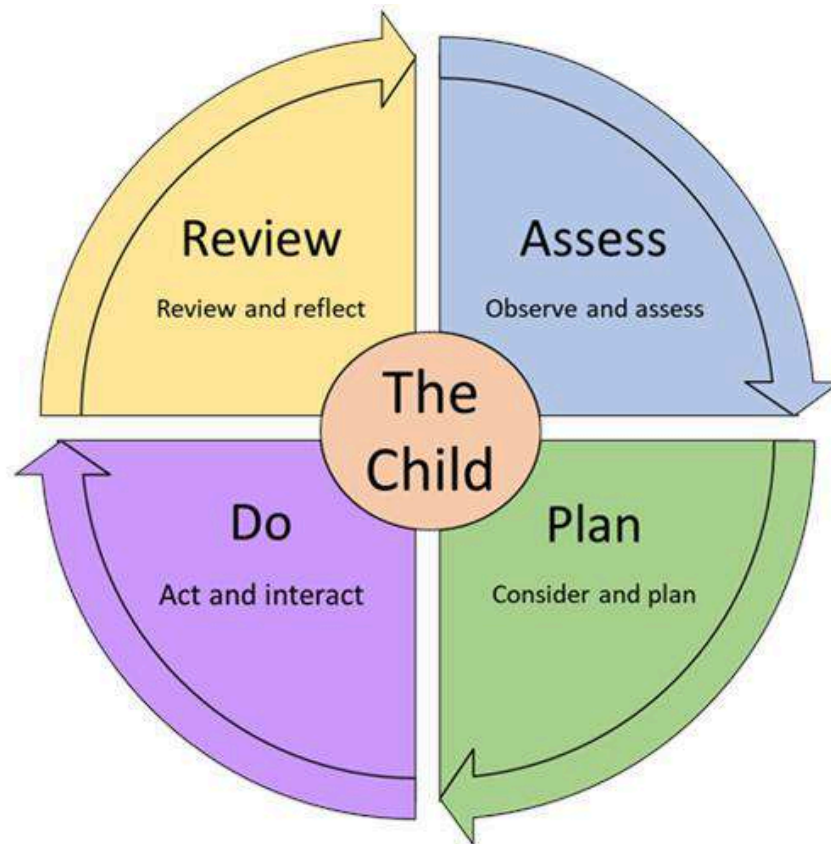 Review
Review and reflect
Assess
Observe and assess
The
Child
Do
Act and interact
Plan
Consider and plan